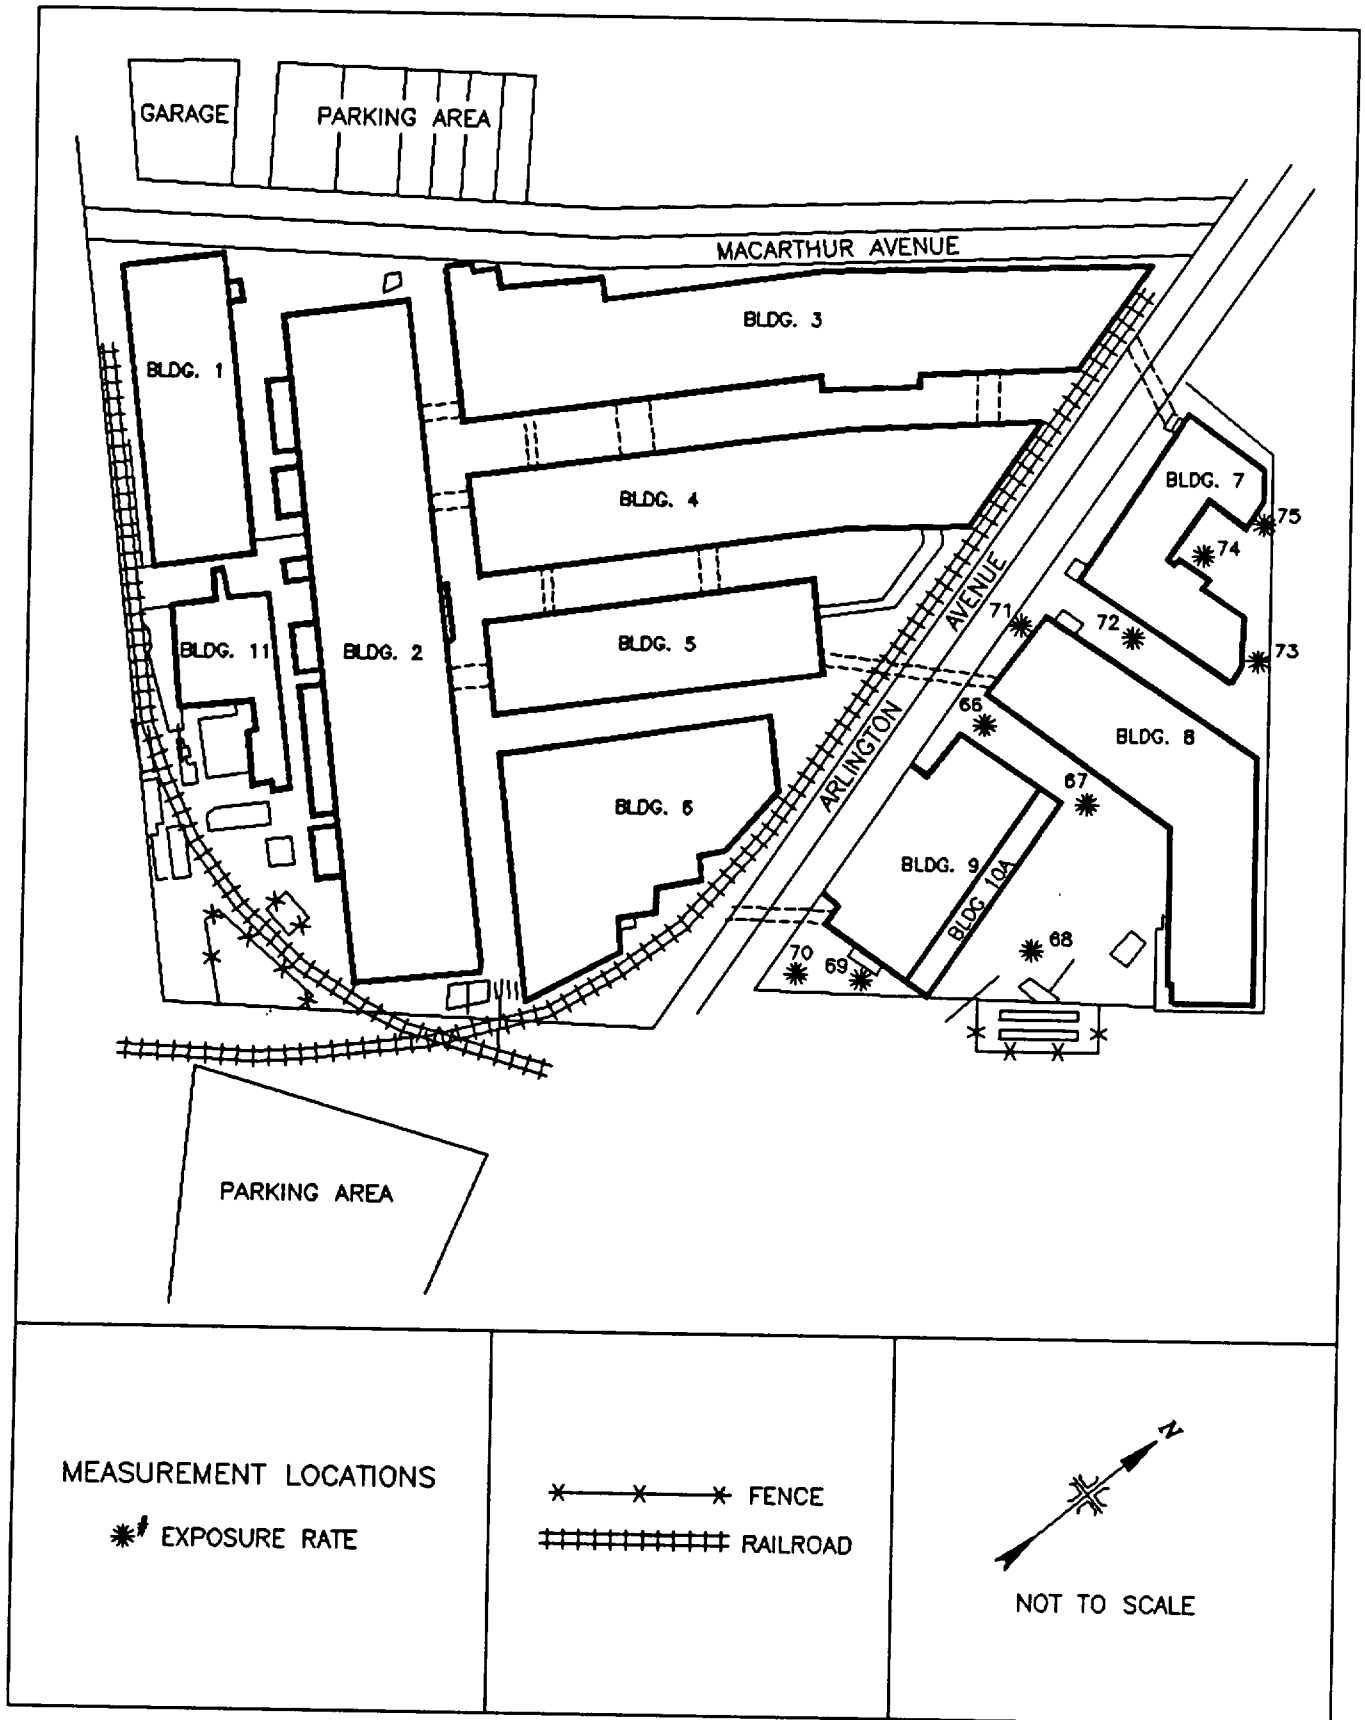 GARAGE
PARKING AREA
MACARTHUR AVENUE
BLDG. 3
BLDG. 1
BLDG. 7
BLDG. 4
75
74
AVENUE
71
72
BLDG. 11
BLDG. 2
BLDG. 5
73
66
BLDG. 8
ARLINGTON
67
BLDG. 6
BLDG. 9
BLDG 10A
68
70
69
PARKING AREA
MEASUREMENT LOCATIONS
# EXPOSURE RATE
FENCE
RAILROAD
N
NOT TO SCALE